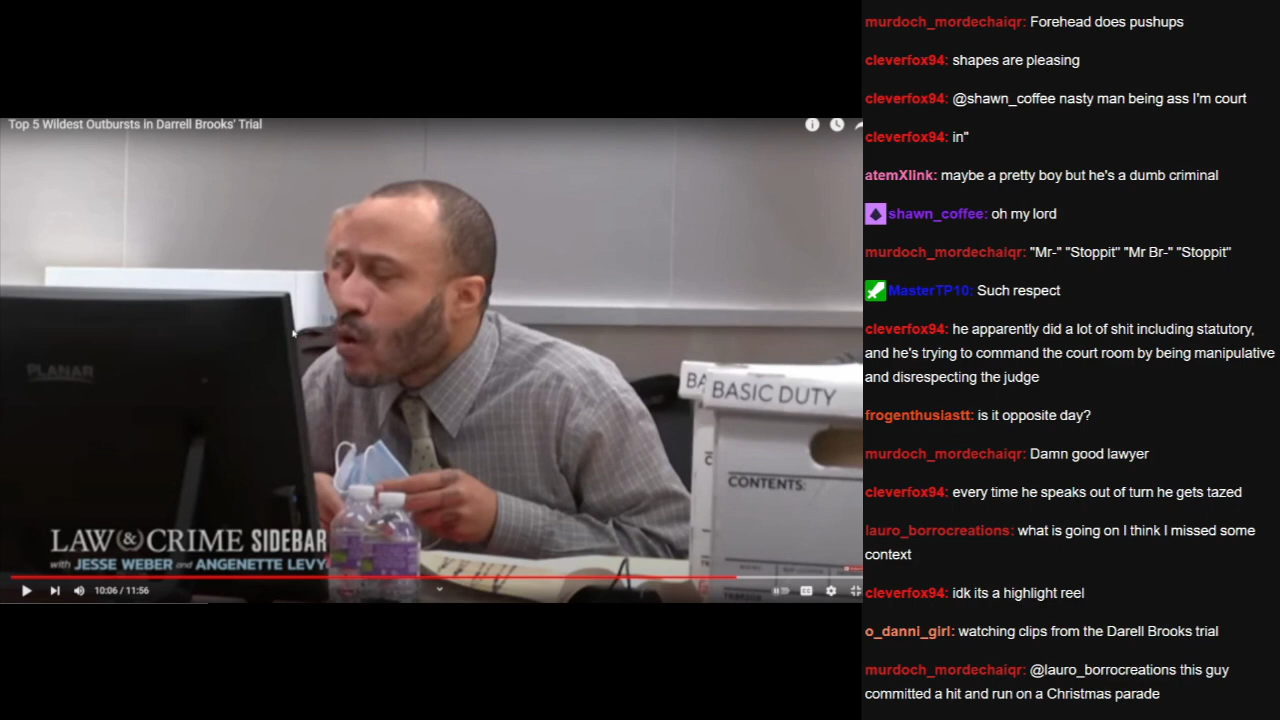 Top 5 Wildest Outbursts in Darrell Brooks' Trial
PLANAR
BA
BASIC DUTY
CONTENTS:
LAW & CRIME SIDEBAR
with JESSE WEBER and ANGENETTE LEVY
10:06 / 11:56
murdoch_mordechaiqr: Forehead does pushups
cleverfox94: shapes are pleasing
cleverfox94: @shawn_coffee nasty man being ass I'm court
cleverfox94: in"
atemXlink: maybe a pretty boy but he's a dumb criminal
shawn_coffee: oh my lord
murdoch_mordechaiqr: "Mr-" "Stoppit" "Mr Br-" "Stoppit"
MasterTP10: Such respect
cleverfox94: he apparently did a lot of shit including statutory,
and he's trying to command the court room by being manipulative
and disrespecting the judge
frogenthusiastt: is it opposite day?
murdoch_mordechaiqr: Damn good lawyer
cleverfox94: every time he speaks out of turn he gets tazed
lauro_borrocreations: what is going on I think I missed some
context
cleverfox94: idk its a highlight reel
o_danni_girl: watching clips from the Darell Brooks trial
murdoch_mordechaiqr: @lauro_borrocreations this guy
committed a hit and run on a Christmas parade